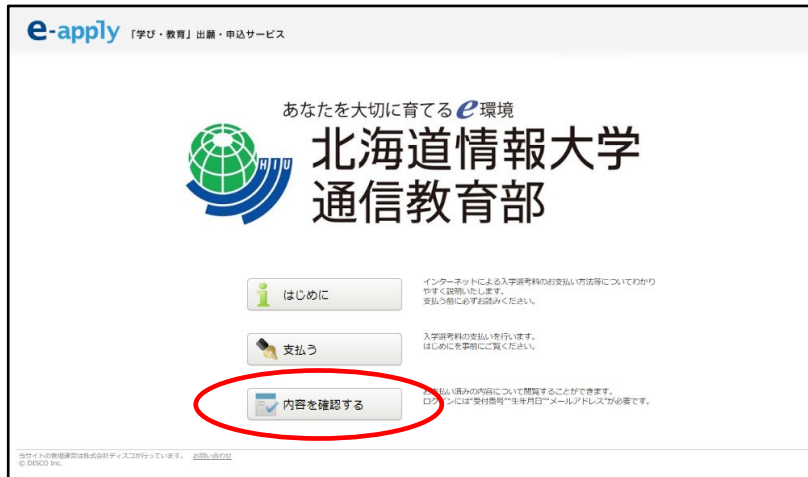 e-apply 「学び・教育」出願・申込サービス
あなたを大切に育てるe環境
北海道情報大学
HIU
通信教育部
はじめに
インターネットによる入学選考料のお支払い方法等についてわかり
やすく説明いたします。
支払う前に必ずお読みください。
支払う
入学選考料の支払いを行います。
はじめにを事前にご覧ください。
内容を確認する
お支払い済みの内容について閲覧することができます。
ログインには"受付番号""生年月日""メールアドレス"が必要です。
当サイトの管理運営は株式会社ディスコが行っています。 お問い合わせ
© DISCO Inc.